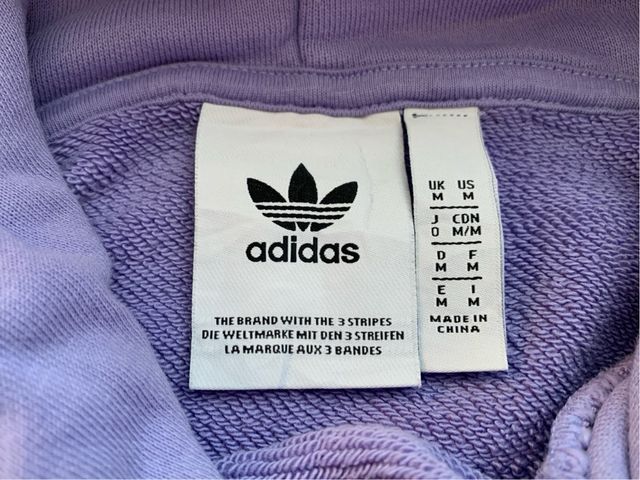 adidas
THE BRAND WITH THE 3 STRIPES
DIE WELTMARKE MIT DEN 3 STREIFEN
LA MARQUE AUX 3 BANDES
UK US
M M
J CDN
O M/M
D F
M M
E I
M M
MADE IN
CHINA